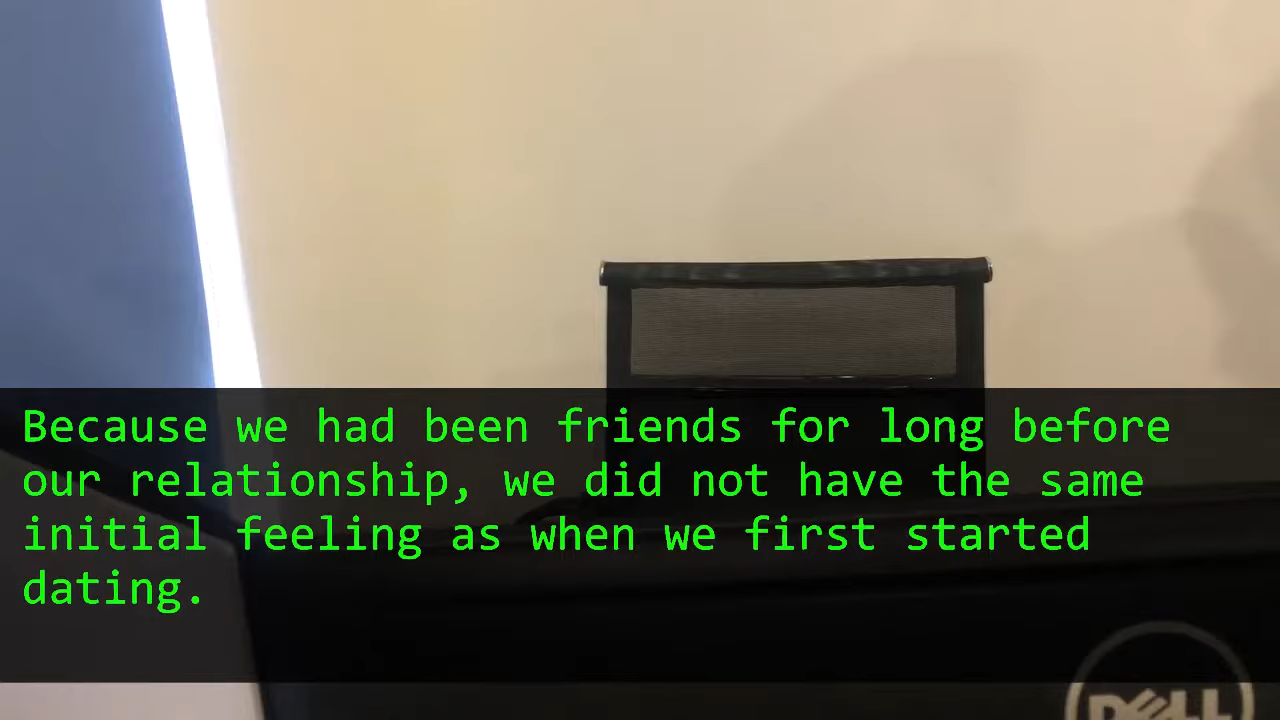 Because we had been friends for long before
our relationship, we did not have the same
initial feeling as when we first started
dating.
DELL